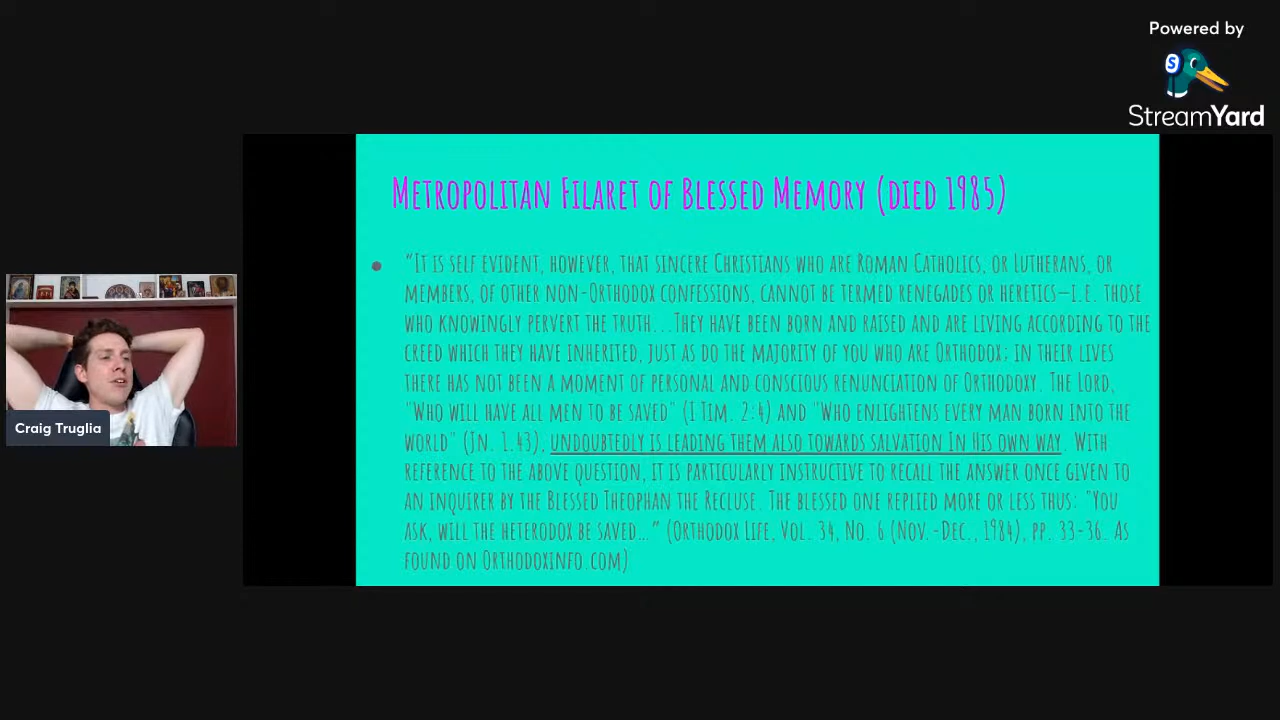 Powered by
StreamYard
Metropolitan Filaret of Blessed Memory (died 1985)
● "It is self evident, however, that sincere Christians who are Roman Catholics, or Lutherans, or
members, of other non-Orthodox confessions, cannot be termed renegades or heretics—i.e. those
who knowingly pervert the truth...They have been born and raised and are living according to the
creed which they have inherited, just as do the majority of you who are Orthodox; in their lives
there has not been a moment of personal and conscious renunciation of Orthodoxy. The Lord,
"Who will have all men to be saved" (I Tim. 2:4) and "Who enlightens every man born into the
world" (Jn. 1.43), undoubtedly is leading them also towards salvation In His own way. With
reference to the above question, it is particularly instructive to recall the answer once given to
an inquirer by the Blessed Theophan the Recluse. The blessed one replied more or less thus: "You
ask, will the heterodox be saved…" (Orthodox Life, Vol. 34, No. 6 (Nov.-Dec., 1984), pp. 33-36. As
found on Orthodoxinfo.com)
Craig Truglia